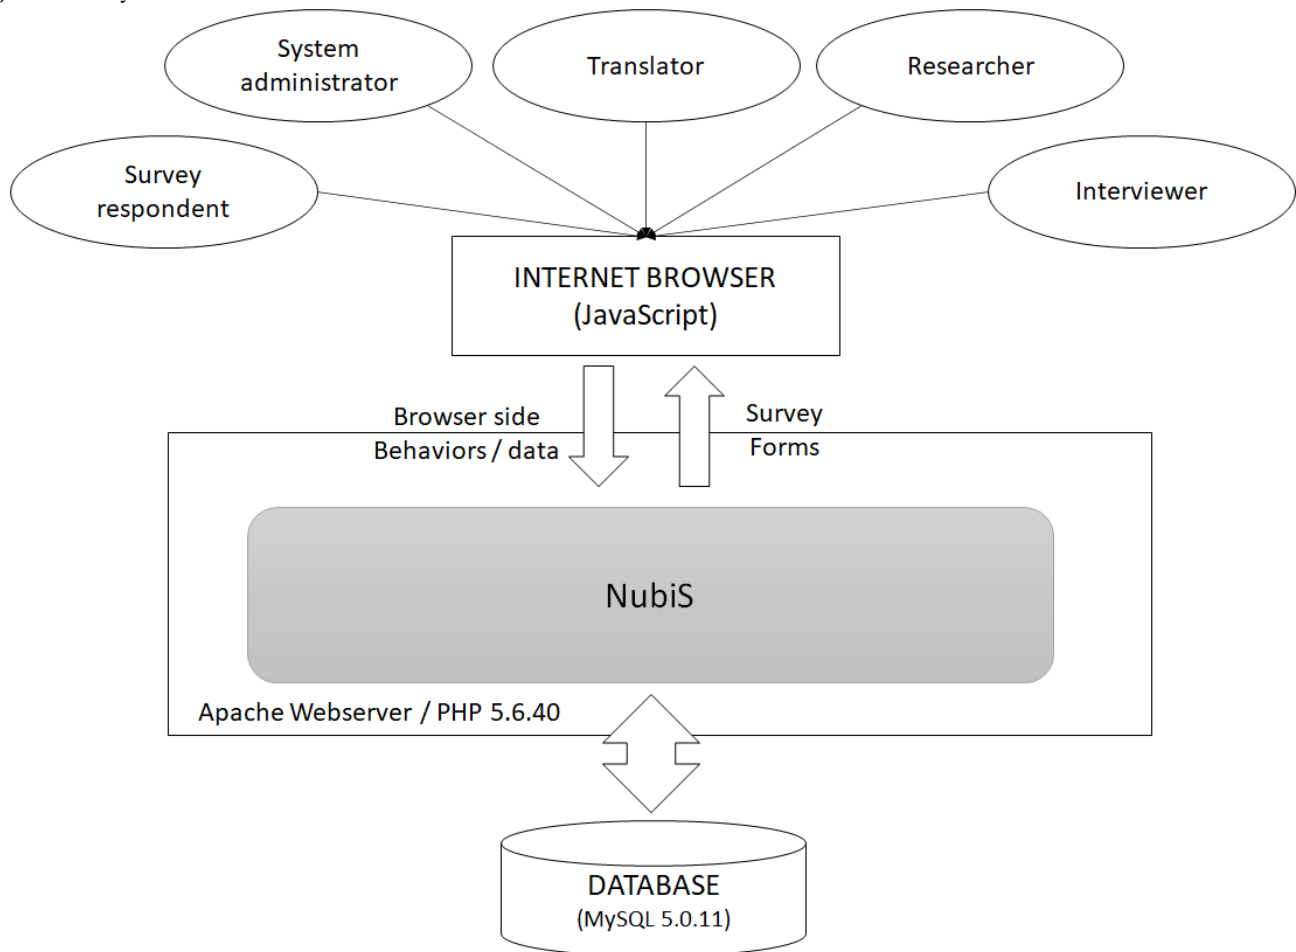 System
administrator
Translator
Researcher
Survey
respondent
Interviewer
INTERNET BROWSER
(JavaScript)
Browser side
Behaviors / data
Survey
Forms
NubiS
Apache Webserver / PHP 5.6.40
DATABASE
(MySQL 5.0.11)